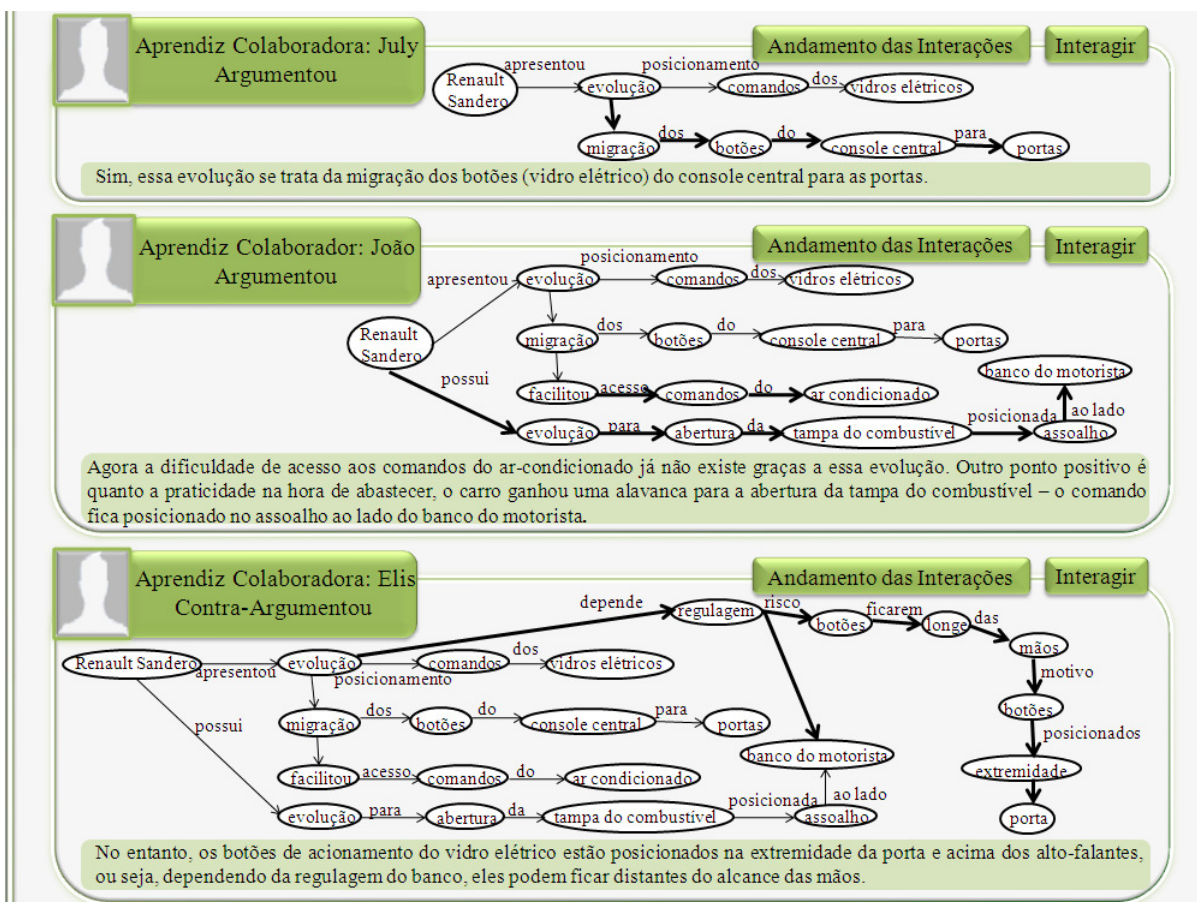 Aprendiz Colaboradora: July
Argumentou
Andamento das Interações
Interagir
Renault
Sandero
apresentou
evolução
posicionamento
comandos
dos
vidros elétricos
migração
dos
botões
do
console central
para
portas
Sim, essa evolução se trata da migração dos botões (vidro elétrico) do console central para as portas.
Aprendiz Colaborador: João
Argumentou
Andamento das Interações
Interagir
posicionamento
apresentou
evolução
comandos
dos
vidros elétricos
Renault
Sandero
migração
dos
botões
do
console central
para
portas
banco do motorista
possui
facilitou
acesso
comandos
do
ar condicionado
evolução
para
abertura
da
tampa do combustível
posicionada
ao lado
assoalho
Agora a dificuldade de acesso aos comandos do ar-condicionado já não existe graças a essa evolução. Outro ponto positivo é
quanto a praticidade na hora de abastecer, o carro ganhou uma alavanca para a abertura da tampa do combustível – o comando
fica posicionado no assoalho ao lado do banco do motorista.
Aprendiz Colaboradora: Elis
Contra-Argumentou
Andamento das Interações
Interagir
depende
regulagem
risco
botões
ficarem
longe
das
mãos
motivo
botões
posicionados
extremidade
porta
Renault Sandero
apresentou
evolução
posicionamento
comandos
dos
vidros elétricos
possui
migração
dos
botões
do
console central
para
portas
banco do motorista
facilitou
acesso
comandos
do
ar condicionado
evolução
para
abertura
da
tampa do combustível
posicionada
ao lado
assoalho
No entanto, os botões de acionamento do vidro elétrico estão posicionados na extremidade da porta e acima dos alto-falantes,
ou seja, dependendo da regulagem do banco, eles podem ficar distantes do alcance das mãos.